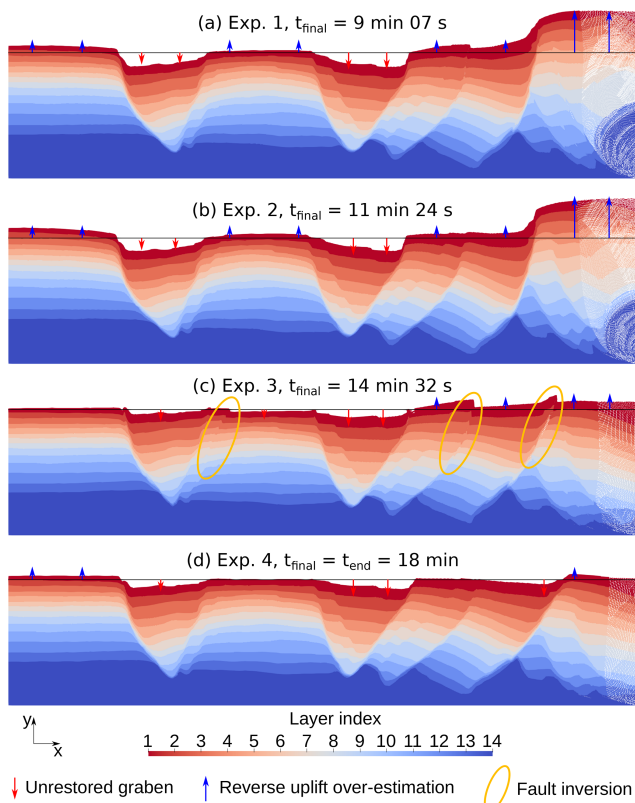 (a) Exp. 1, t_final = 9 min 07 s
(b) Exp. 2, t_final = 11 min 24 s
(c) Exp. 3, t_final = 14 min 32 s
(d) Exp. 4, t_final = t_end = 18 min
y
x
Layer index
1 2 3 4 5 6 7 8 9 10 11 12 13 14
Unrestored graben Reverse uplift over-estimation Fault inversion